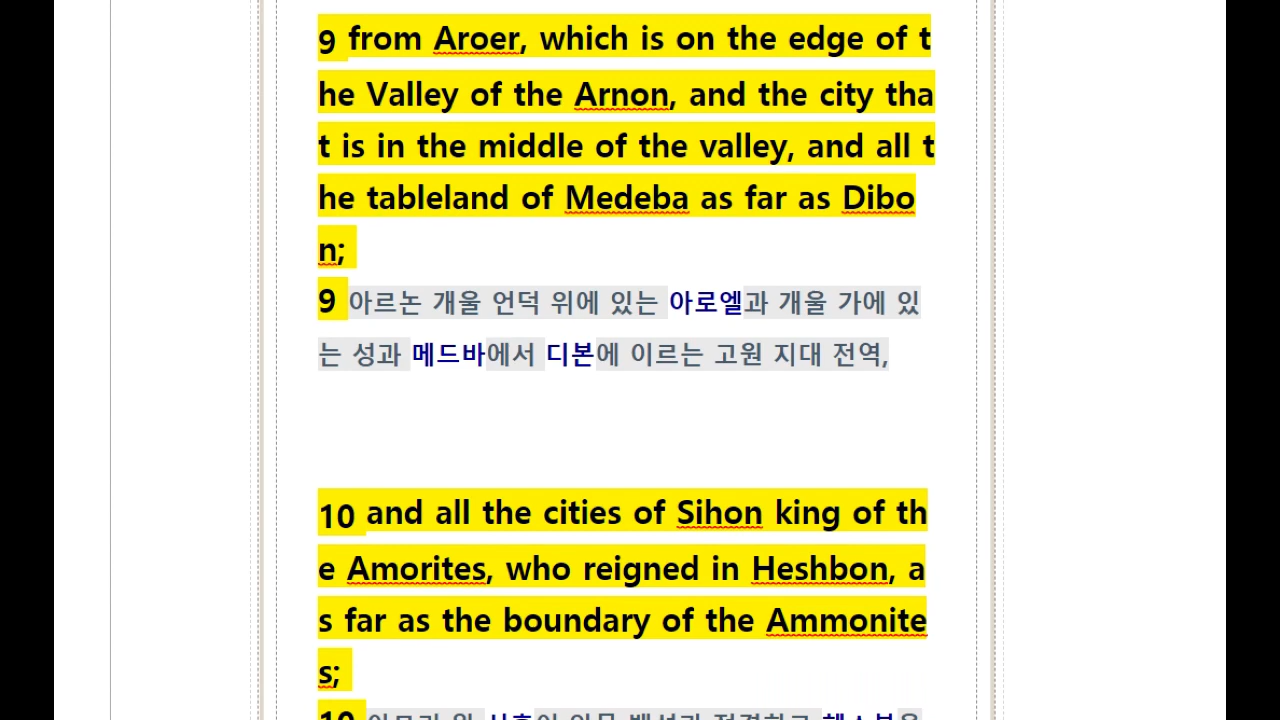 9 from Aroer, which is on the edge of t
he Valley of the Arnon, and the city tha
t is in the middle of the valley, and all t
he tableland of Medeba as far as Dibo
n;
9 아르논 개울 언덕 위에 있는 아로엘과 개울 가에 있
는 성과 메드바에서 디본에 이르는 고원 지대 전역,
10 and all the cities of Sihon king of th
e Amorites, who reigned in Heshbon, a
s far as the boundary of the Ammonite
s;
10